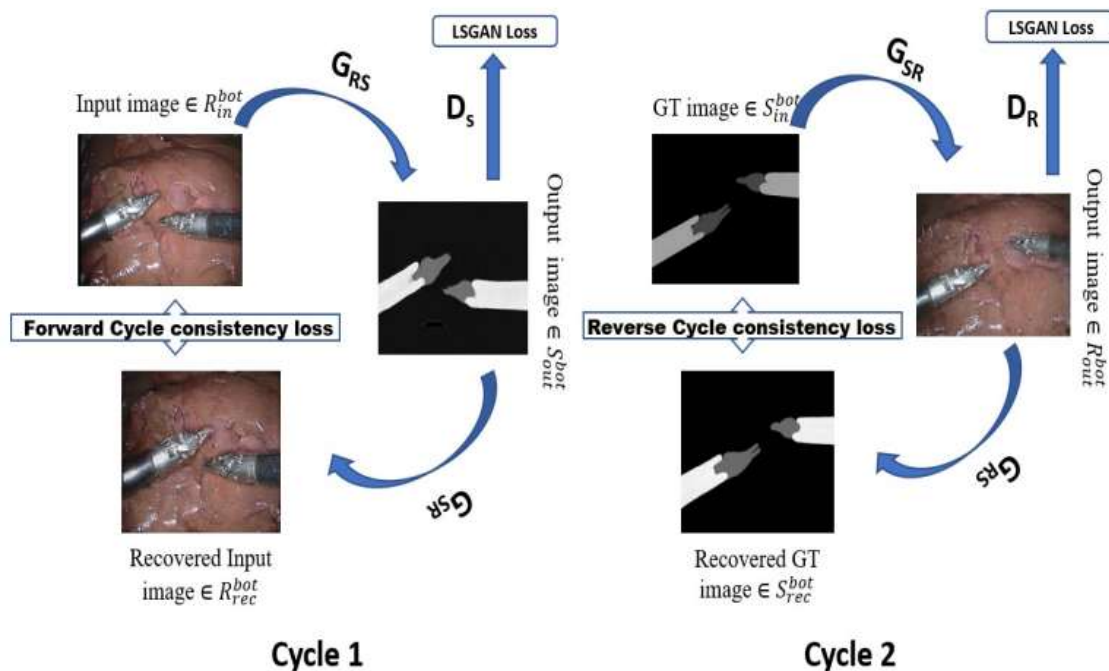 LSGAN Loss
G_RS
Input image ∈ R_in^bot
D_s
Output image ∈ S_out^bot
Forward Cycle consistency loss
G_SR
Recovered Input
image ∈ R_rec^bot
Cycle 1
LSGAN Loss
G_SR
GT image ∈ S_in^bot
D_R
Output image ∈ R_out^bot
Reverse Cycle consistency loss
G_RS
Recovered GT
image ∈ S_rec^bot
Cycle 2